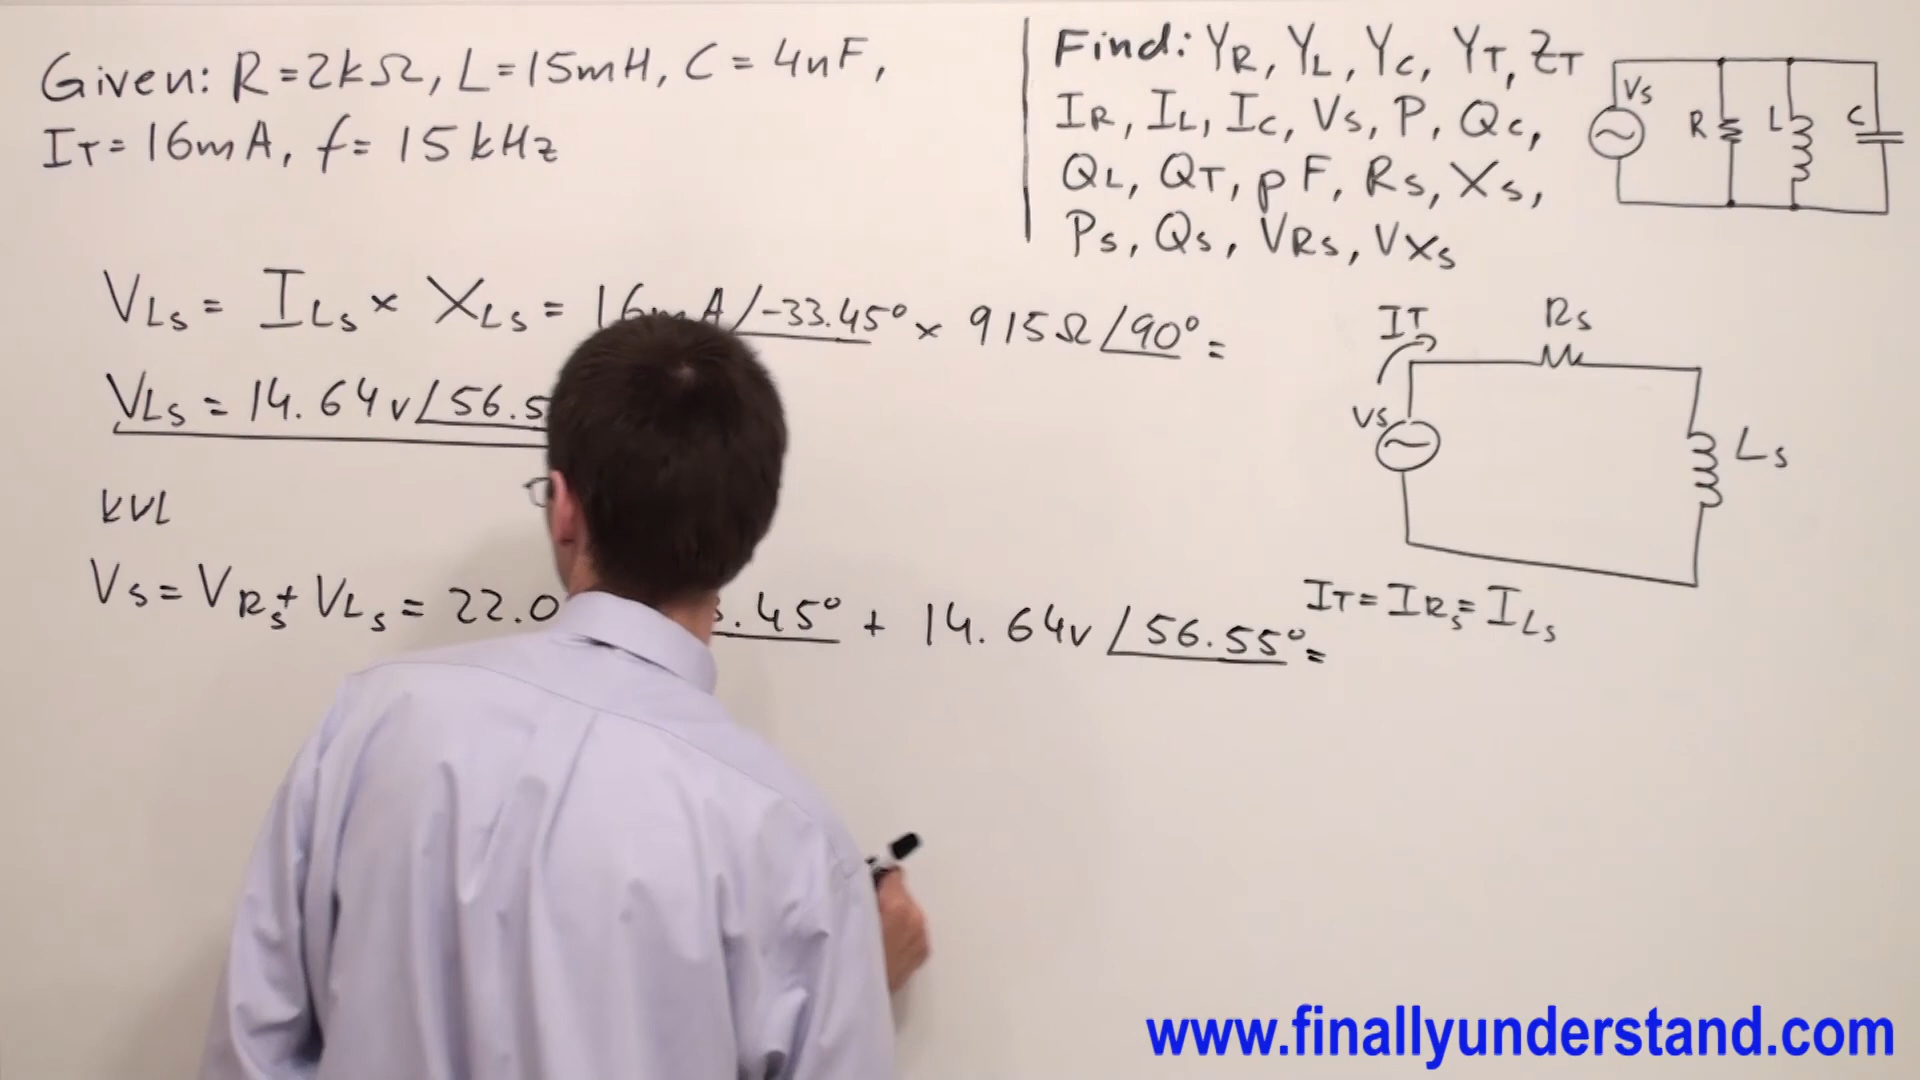 Given: R = 2kΩ, L = 15mH, C = 4nF,
IT = 16mA, f = 15 kHz
Find: YR, YL, YC, YT, ZT
IR, IL, IC, VS, P, QC,
QL, QT, pF, RS, XS,
PS, QS, VRS, VXS
VS
R
L
C
VLS = ILS × XLS = 16mA/-33.45° × 915Ω/90° =
VLS = 14.64v/56.5
KVL
VS = VRS + VLS = 22.0 .45° + 14.64v/56.55° =
IT
RS
VS
LS
IT = IRS = ILS
www.finallyunderstand.com